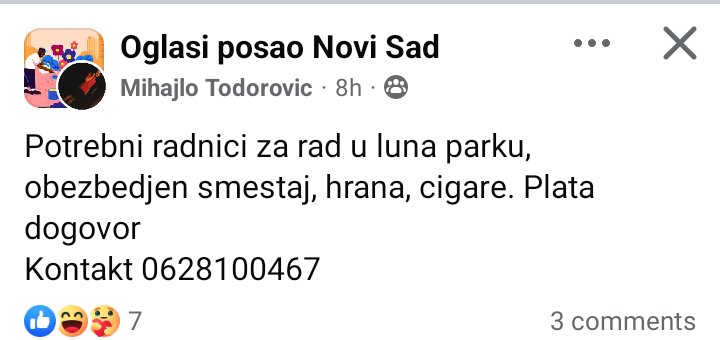 Oglasi posao Novi Sad
Mihajlo Todorovic · 8h ·
Potrebni radnici za rad u luna parku,
obezbedjen smestaj, hrana, cigare. Plata
dogovor
Kontakt 0628100467
7
3 comments